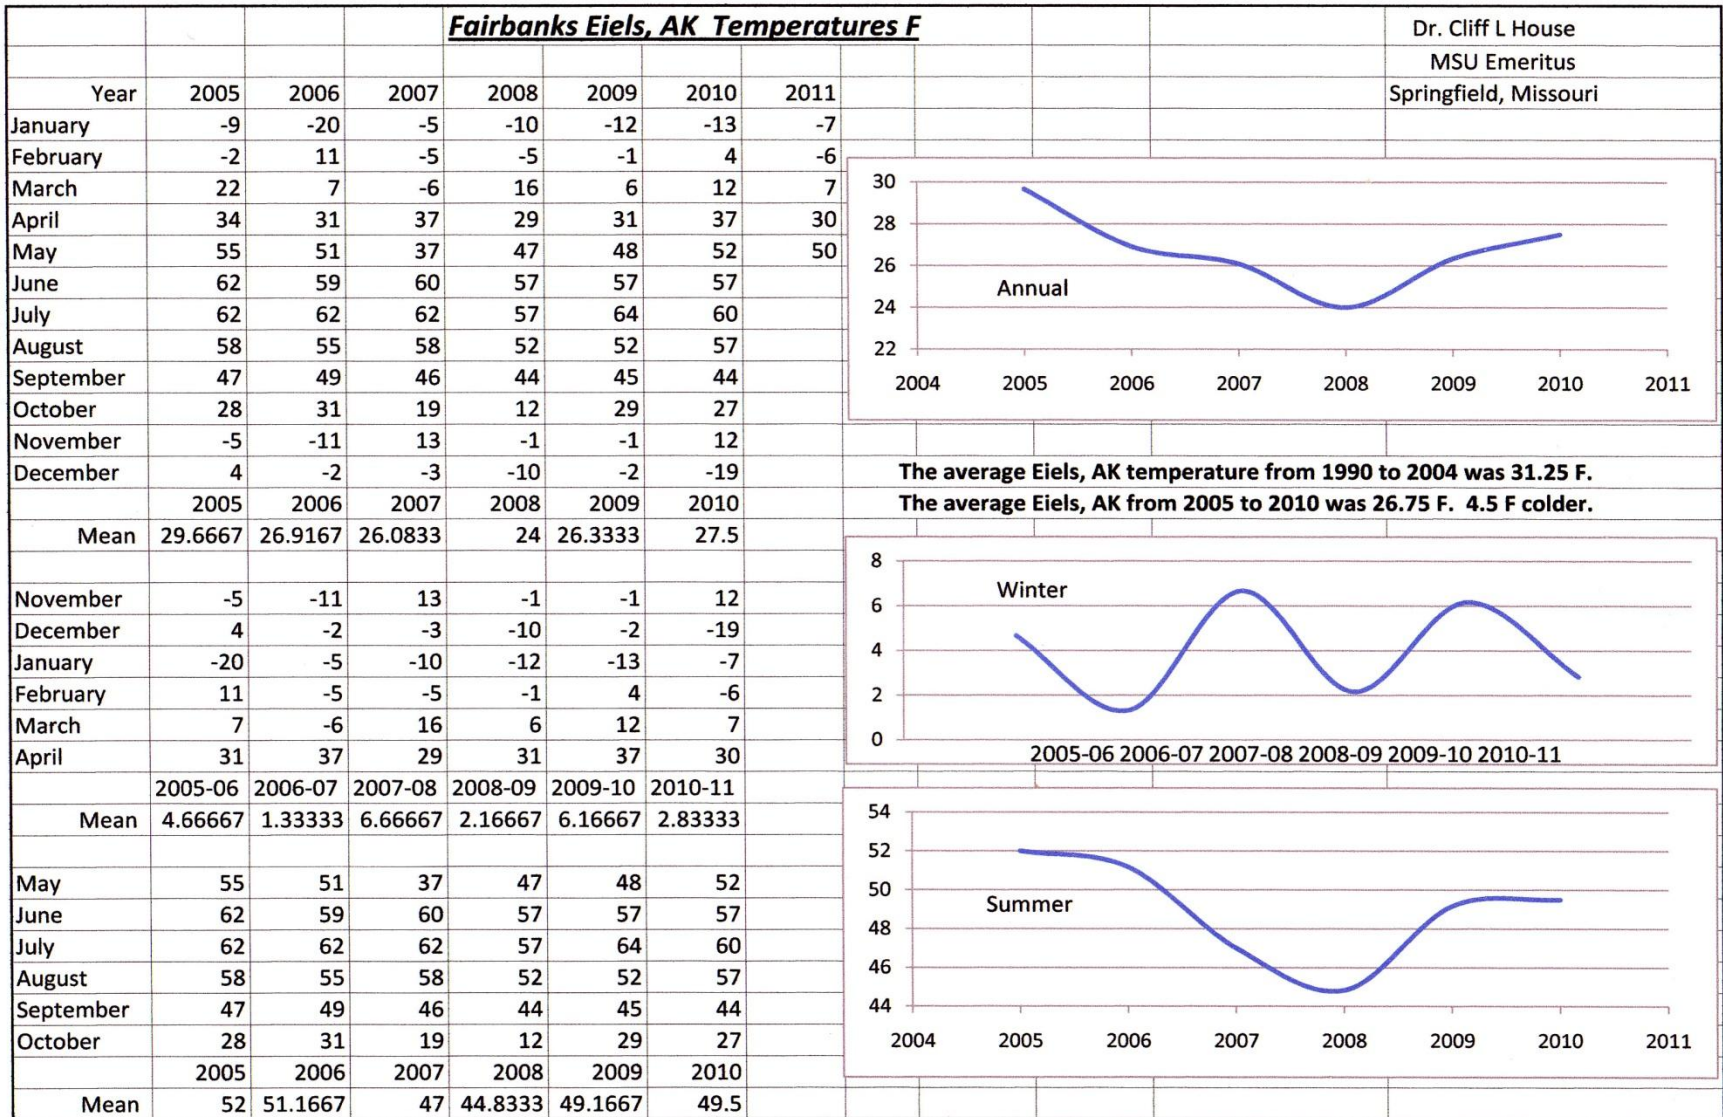 Fairbanks Eiels, AK Temperatures F
Dr. Cliff L House
MSU Emeritus
Springfield, Missouri
Year 2005 2006 2007 2008 2009 2010 2011
January -9 -20 -5 -10 -12 -13 -7
February -2 11 -5 -5 -1 4 -6
March 22 7 -6 16 6 12 7
April 34 31 37 29 31 37 30
May 55 51 37 47 48 52 50
June 62 59 60 57 57 57
July 62 62 62 57 64 60
August 58 55 58 52 52 57
September 47 49 46 44 45 44
October 28 31 19 12 29 27
November -5 -11 13 -1 -1 12
December 4 -2 -3 -10 -2 -19
2005 2006 2007 2008 2009 2010
Mean 29.6667 26.9167 26.0833 24 26.3333 27.5
November -5 -11 13 -1 -1 12
December 4 -2 -3 -10 -2 -19
January -20 -5 -10 -12 -13 -7
February 11 -5 -5 -1 4 -6
March 7 -6 16 6 12 7
April 31 37 29 31 37 30
2005-06 2006-07 2007-08 2008-09 2009-10 2010-11
Mean 4.66667 1.33333 6.66667 2.16667 6.16667 2.83333
May 55 51 37 47 48 52
June 62 59 60 57 57 57
July 62 62 62 57 64 60
August 58 55 58 52 52 57
September 47 49 46 44 45 44
October 28 31 19 12 29 27
2005 2006 2007 2008 2009 2010
Mean 52 51.1667 47 44.8333 49.1667 49.5
30
28
26
Annual
24
22
2004 2005 2006 2007 2008 2009 2010 2011
The average Eiels, AK temperature from 1990 to 2004 was 31.25 F.
The average Eiels, AK from 2005 to 2010 was 26.75 F. 4.5 F colder.
8
Winter
6
4
2
0
2005-06 2006-07 2007-08 2008-09 2009-10 2010-11
54
52
50
Summer
48
46
44
2004 2005 2006 2007 2008 2009 2010 2011